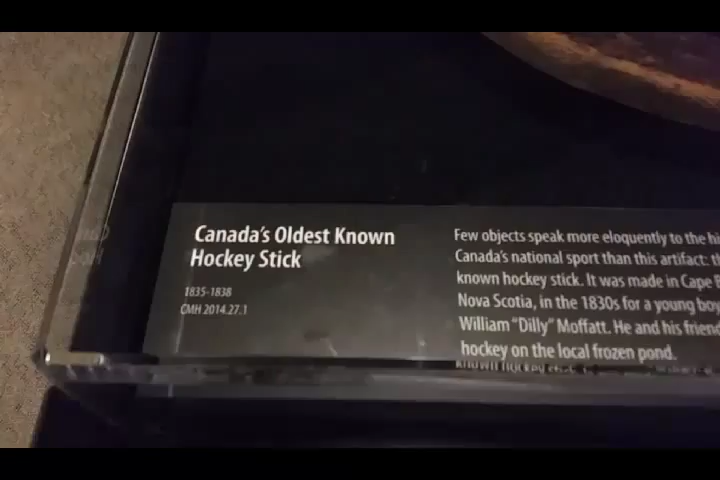 Canada's Oldest Known
Hockey Stick
1835-1838
CMH 2014.27.1
Few objects speak more eloquently to the
Canada's national sport than this artifact:
known hockey stick. It was made in Cape
Nova Scotia, in the 1830s for a young boy
William "Dilly" Moffatt. He and his friend
hockey on the local frozen pond.